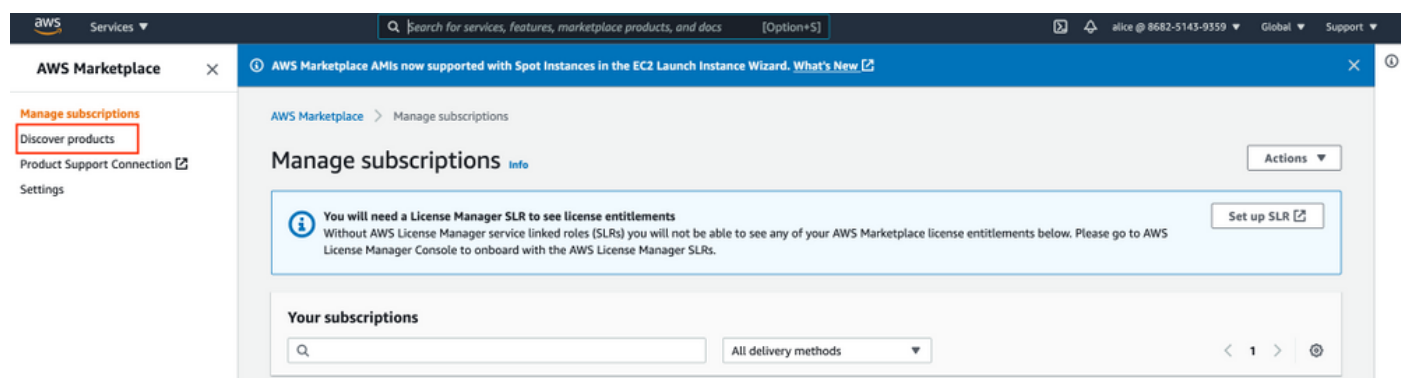 aws Services ▼ Search for services, features, marketplace products, and docs [Option+S] alice @ 8682-5143-9359 ▼ Global ▼ Support ▼
AWS Marketplace
AWS Marketplace AMIs now supported with Spot Instances in the EC2 Launch Instance Wizard. What's New
Manage subscriptions
Discover products
Product Support Connection
Settings
AWS Marketplace > Manage subscriptions
Manage subscriptions Info
Actions ▼
You will need a License Manager SLR to see license entitlements
Without AWS License Manager service linked roles (SLRs) you will not be able to see any of your AWS Marketplace license entitlements below. Please go to AWS
License Manager Console to onboard with the AWS License Manager SLRs.
Set up SLR
Your subscriptions
All delivery methods ▼
< 1 >